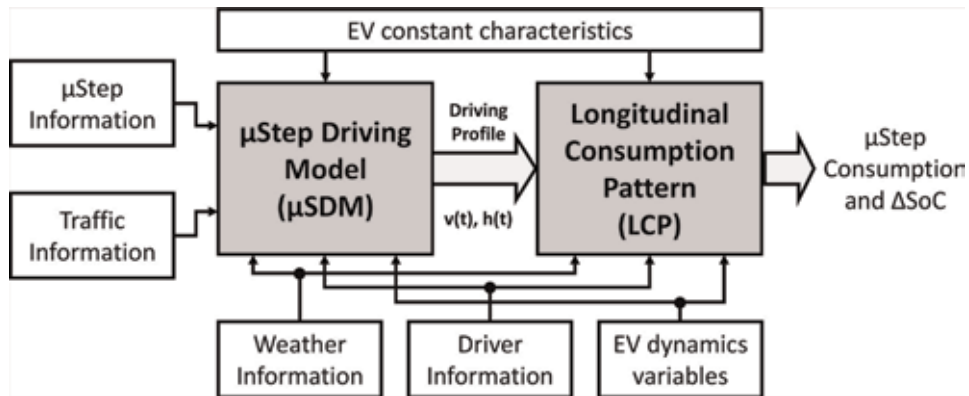 EV constant characteristics
µStep
Information
Traffic
Information
µStep Driving
Model
(µSDM)
Driving
Profile
v(t), h(t)
Longitudinal
Consumption
Pattern
(LCP)
µStep
Consumption
and ΔSoC
Weather
Information
Driver
Information
EV dynamics
variables